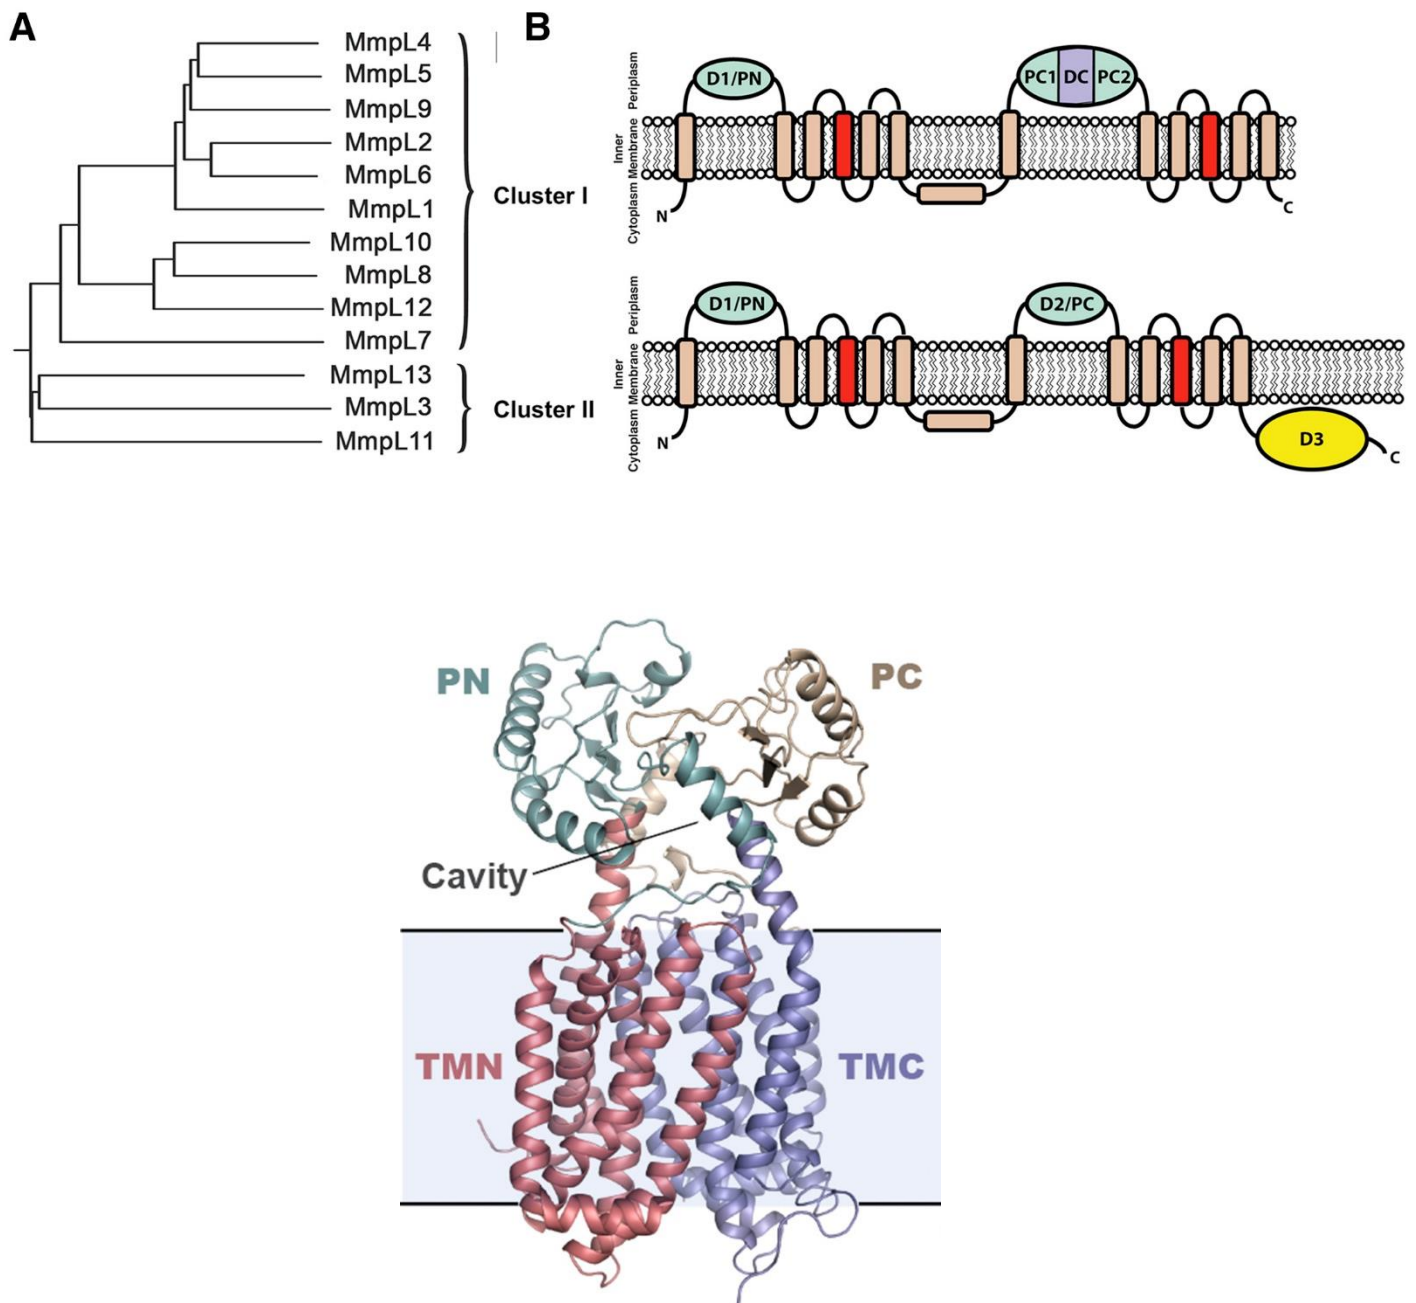 A
MmpL4
MmpL5
MmpL9
MmpL2
MmpL6
MmpL1
MmpL10
MmpL8
MmpL12
MmpL7
MmpL13
MmpL3
MmpL11
Cluster I
Cluster II
B
Periplasm
Inner
Membrane
Cytoplasm
D1/PN
PC1 DC PC2
N
C
Periplasm
Inner
Membrane
Cytoplasm
D1/PN
D2/PC
D3
N
C
PN
PC
Cavity
TMN
TMC